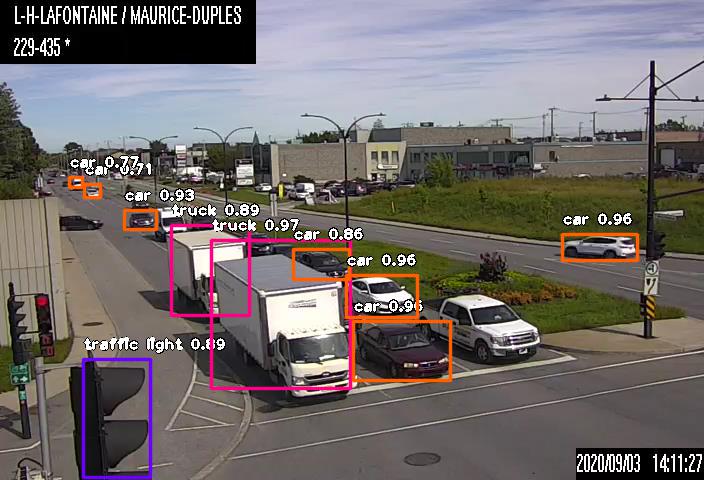 L-H-LAFONTAINE / MAURICE-DUPLES
229-435 *
car 0.77
car 0.71
car 0.93
truck 0.89
truck 0.97
car 0.86
car 0.96
car 0.96
car 0.96
traffic light 0.89
2020/09/03 14:11:27